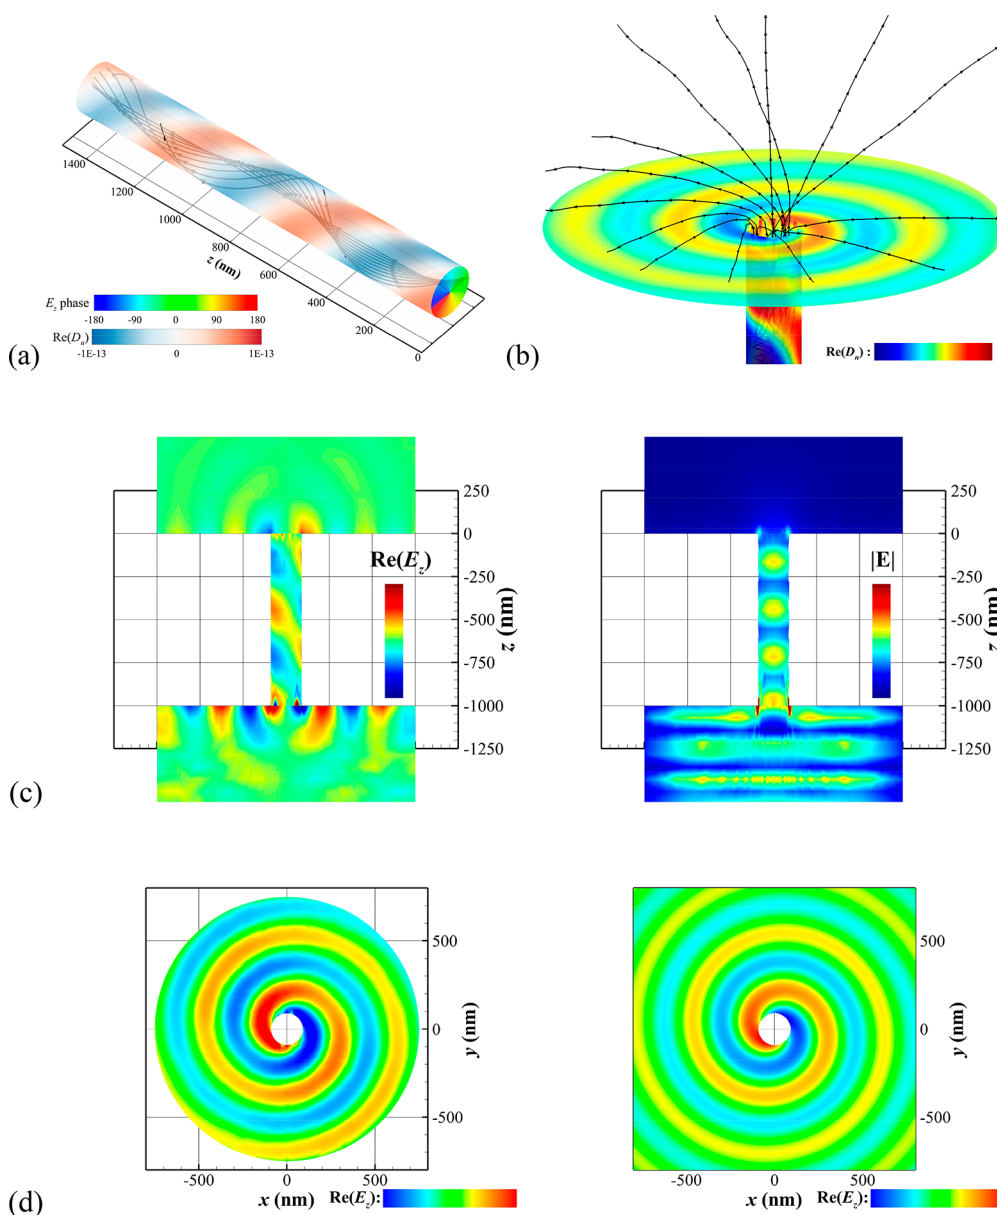 1400
1200
1000
800
600
400
200
0
z (nm)
E_z phase
-180 -90 0 90 180
Re(D_n)
-1E-13 0 1E-13
(a)
Re(D_n) :
(b)
250
0
-250
-500
-750
-1000
-1250
z (nm)
Re(E_z)
250
0
-250
-500
-750
-1000
-1250
z (nm)
|E|
(c)
500
0
-500
y (nm)
-500 0 500
x (nm)
Re(E_z):
500
0
-500
y (nm)
-500 0 500
x (nm)
Re(E_z):
(d)